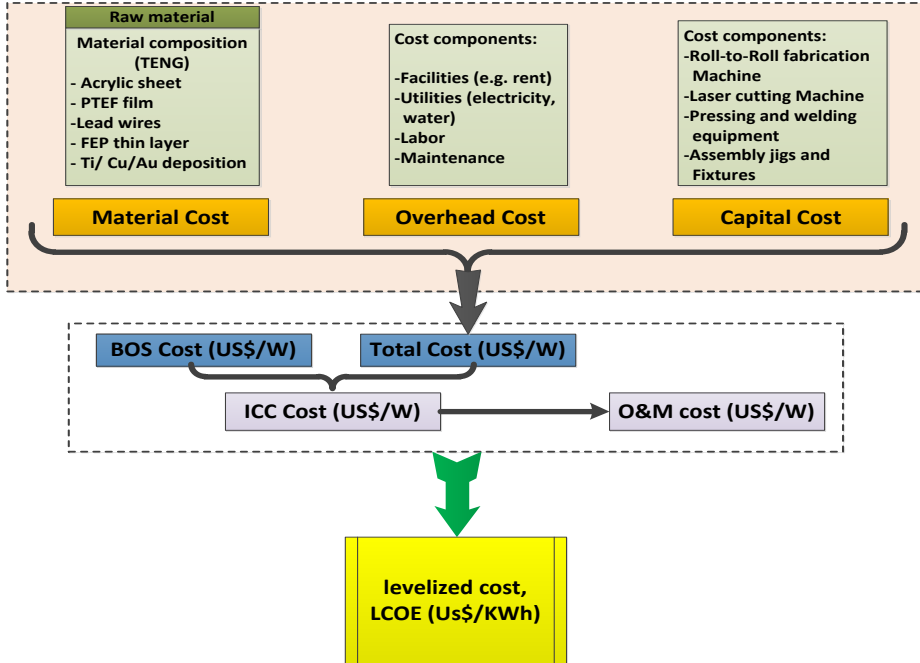 Raw material
Material composition
(TENG)
- Acrylic sheet
- PTEF film
-Lead wires
- FEP thin layer
- Ti/ Cu/Au deposition
Material Cost
Cost components:
-Facilities (e.g. rent)
-Utilities (electricity,
water)
-Labor
-Maintenance
Overhead Cost
Cost components:
-Roll-to-Roll fabrication
Machine
-Laser cutting Machine
-Pressing and welding
equipment
-Assembly jigs and
Fixtures
Capital Cost
BOS Cost (US$/W)
Total Cost (US$/W)
ICC Cost (US$/W)
O&M cost (US$/W)
levelized cost,
LCOE (Us$/KWh)